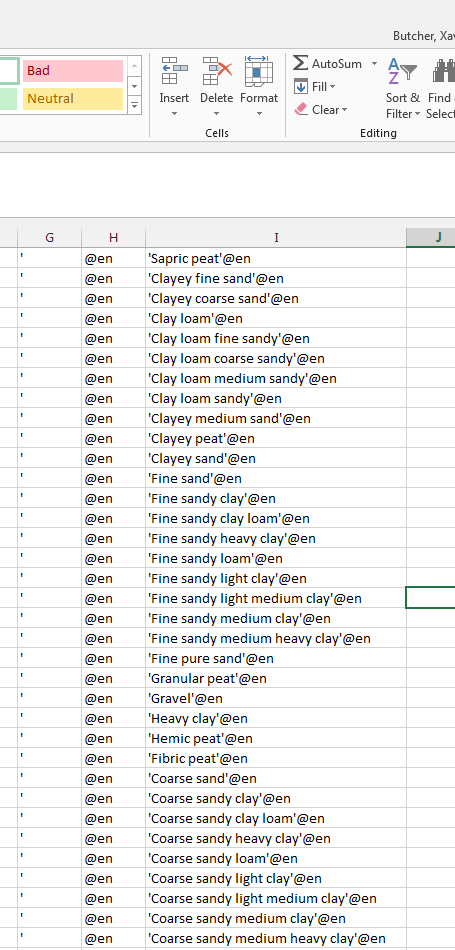 Butcher, Xav
Bad
Neutral
Insert
Delete
Format
Cells
AutoSum
Fill
Clear
Sort &
Filter
Find
Select
Editing
G H I J
' @en 'Sapric peat'@en
' @en 'Clayey fine sand'@en
' @en 'Clayey coarse sand'@en
' @en 'Clay loam'@en
' @en 'Clay loam fine sandy'@en
' @en 'Clay loam coarse sandy'@en
' @en 'Clay loam medium sandy'@en
' @en 'Clay loam sandy'@en
' @en 'Clayey medium sand'@en
' @en 'Clayey peat'@en
' @en 'Clayey sand'@en
' @en 'Fine sand'@en
' @en 'Fine sandy clay'@en
' @en 'Fine sandy clay loam'@en
' @en 'Fine sandy heavy clay'@en
' @en 'Fine sandy loam'@en
' @en 'Fine sandy light clay'@en
' @en 'Fine sandy light medium clay'@en
' @en 'Fine sandy medium clay'@en
' @en 'Fine sandy medium heavy clay'@en
' @en 'Fine pure sand'@en
' @en 'Granular peat'@en
' @en 'Gravel'@en
' @en 'Heavy clay'@en
' @en 'Hemic peat'@en
' @en 'Fibric peat'@en
' @en 'Coarse sand'@en
' @en 'Coarse sandy clay'@en
' @en 'Coarse sandy clay loam'@en
' @en 'Coarse sandy heavy clay'@en
' @en 'Coarse sandy loam'@en
' @en 'Coarse sandy light clay'@en
' @en 'Coarse sandy light medium clay'@en
' @en 'Coarse sandy medium clay'@en
' @en 'Coarse sandy medium heavy clay'@en